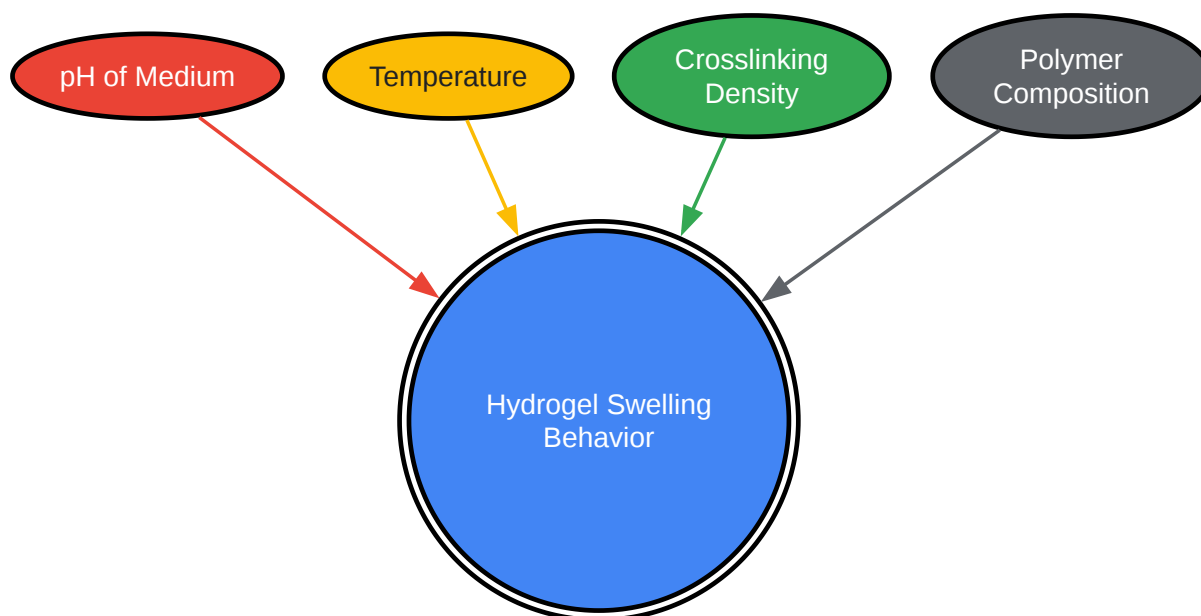 pH of Medium
Temperature
Crosslinking
Density
Polymer
Composition
Hydrogel Swelling
Behavior